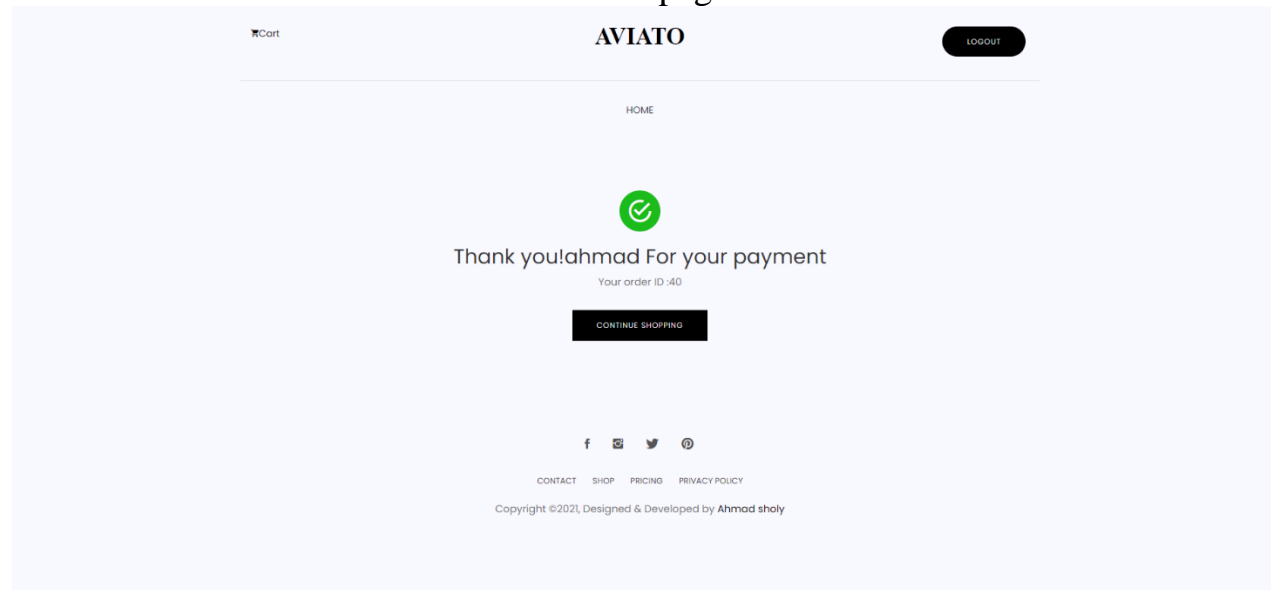 pag
Cart
AVIATO
LOGOUT
HOME
Thank you!ahmad For your payment
Your order ID :40
CONTINUE SHOPPING
CONTACT SHOP PRICING PRIVACY POLICY
Copyright ©2021, Designed & Developed by Ahmad sholy